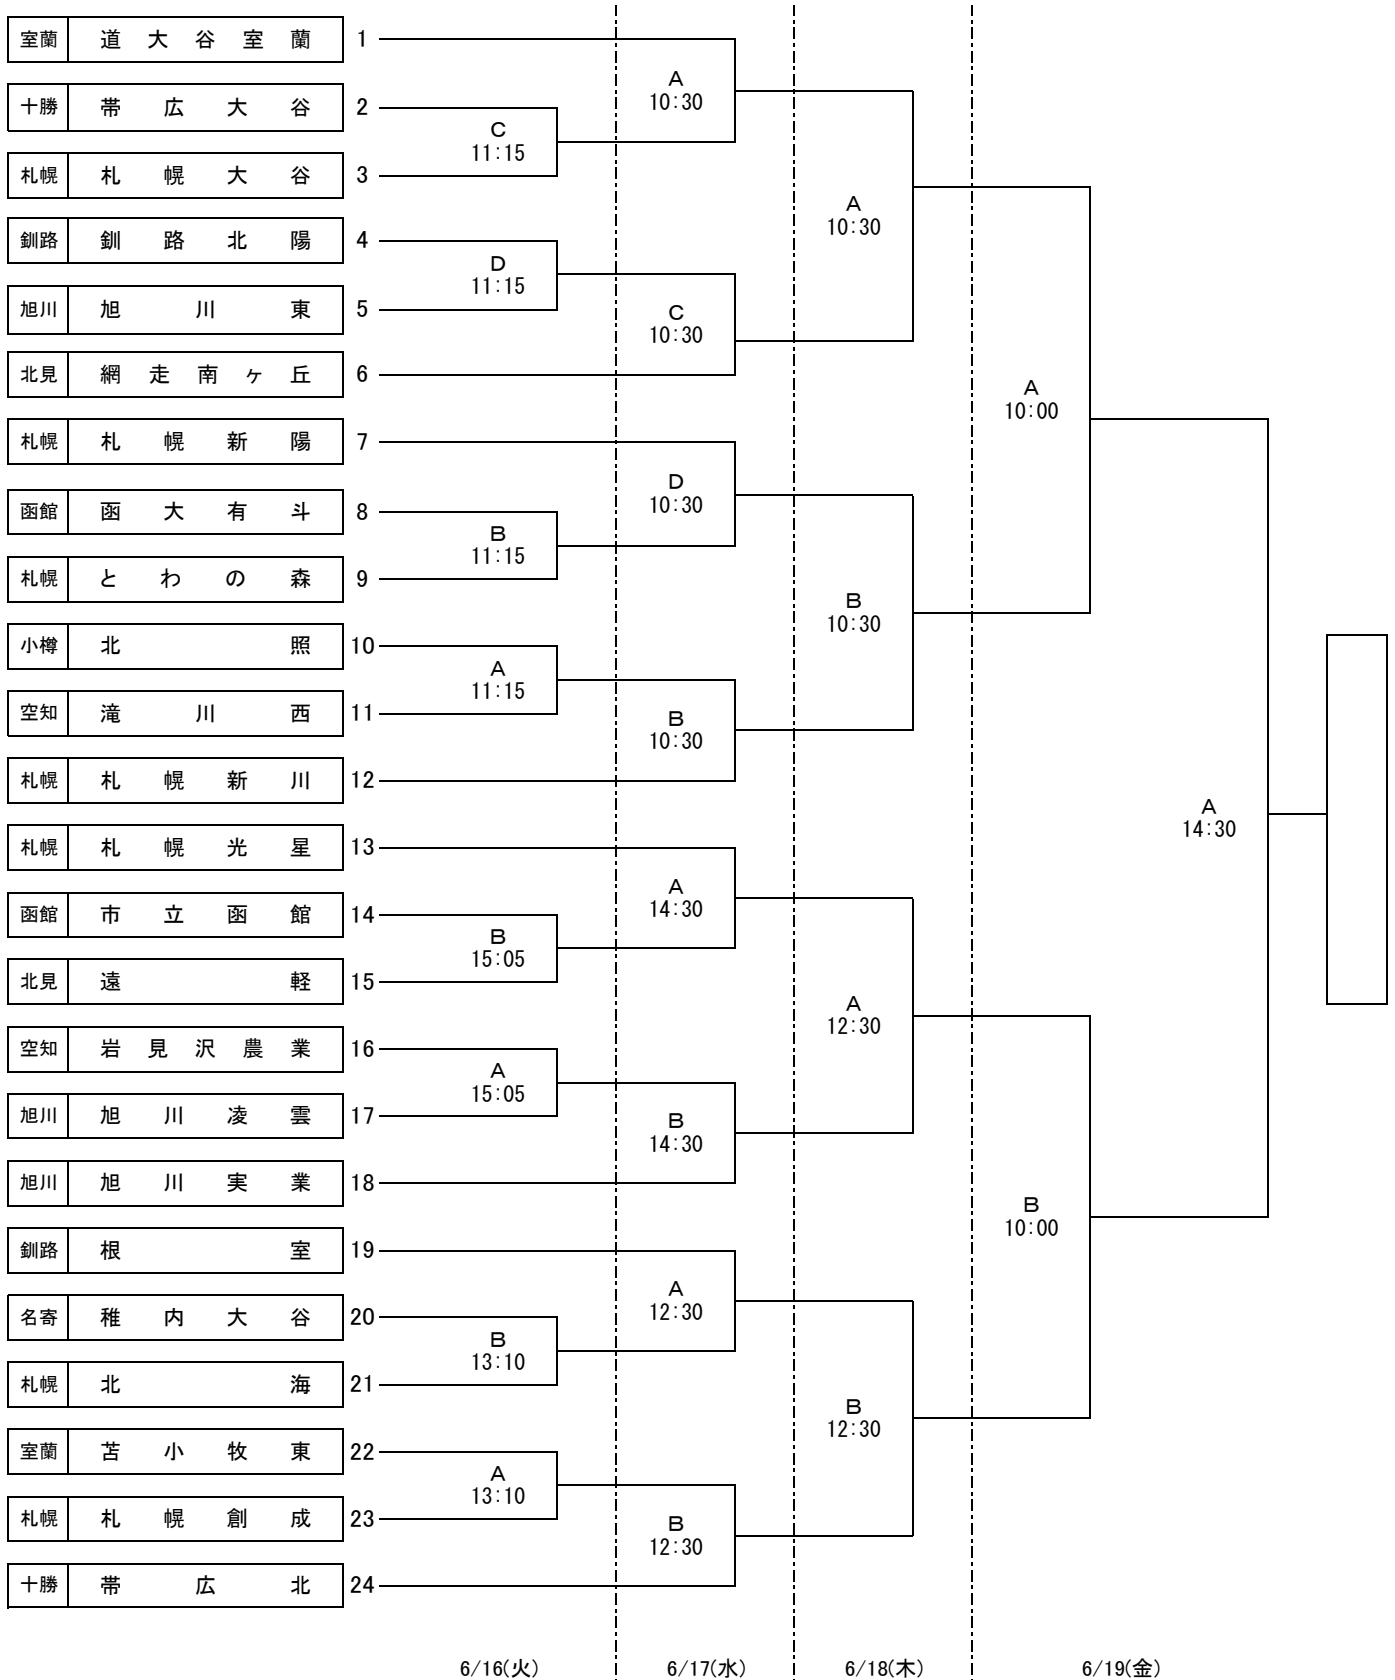 室蘭 道大谷室蘭 1
十勝 帯広大谷 2
札幌 札幌大谷 3
釧路 釧路北陽 4
旭川 旭川東 5
北見 網走南ヶ丘 6
札幌 札幌新陽 7
函館 函大有斗 8
札幌 とわの森 9
小樽 北照 10
空知 滝川西 11
札幌 札幌新川 12
札幌 札幌光星 13
函館 市立函館 14
北見 遠軽 15
空知 岩見沢農業 16
旭川 旭川凌雲 17
旭川 旭川実業 18
釧路 根室 19
名寄 稚内大谷 20
札幌 北海 21
室蘭 苫小牧東 22
札幌 札幌創成 23
十勝 帯広北 24
C
11:15
D
11:15
B
11:15
A
11:15
B
15:05
A
15:05
B
13:10
A
13:10
6/16(火)
A
10:30
C
10:30
D
10:30
B
10:30
A
14:30
B
14:30
A
12:30
B
12:30
6/17(水)
A
10:30
B
10:30
A
12:30
B
12:30
6/18(木)
A
10:00
B
10:00
A
14:30
6/19(金)